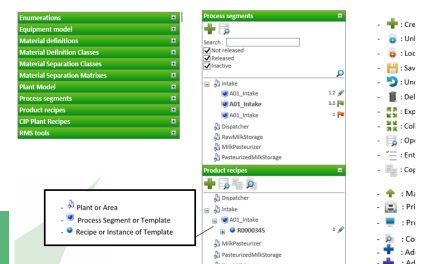 Enumerations
Equipment model
Material definitions
Material Definition Classes
Material Separation Classes
Material Separation Matrixes
Plant Model
Process segments
Product recipes
CIP Plant Recipes
RMS tools
- Plant or Area
- Process Segment or Template
- Recipe or Instance of Template
Process segments
Search :
Not released
Released
Inactive
Intake
A01_Intake 1.2
A01_Intake 1.1
A01_Intake 1
Dispatcher
RawMilkStorage
MilkPasteurizer
PasteurizedMilkStorage
Product recipes
Dispatcher
Intake
A01_Intake
R0000345 1
MilkPasteurizer
PasteurizedMilkStorage
- : Cre
- : Unl
- : Loc
- : Sav
- : Und
- : Del
- : Exp
- : Coll
- : Ope
- : Ent
- : Cop
- : Ma
- : Pri
- : Pre
- : Co
- : Ad
: Ad